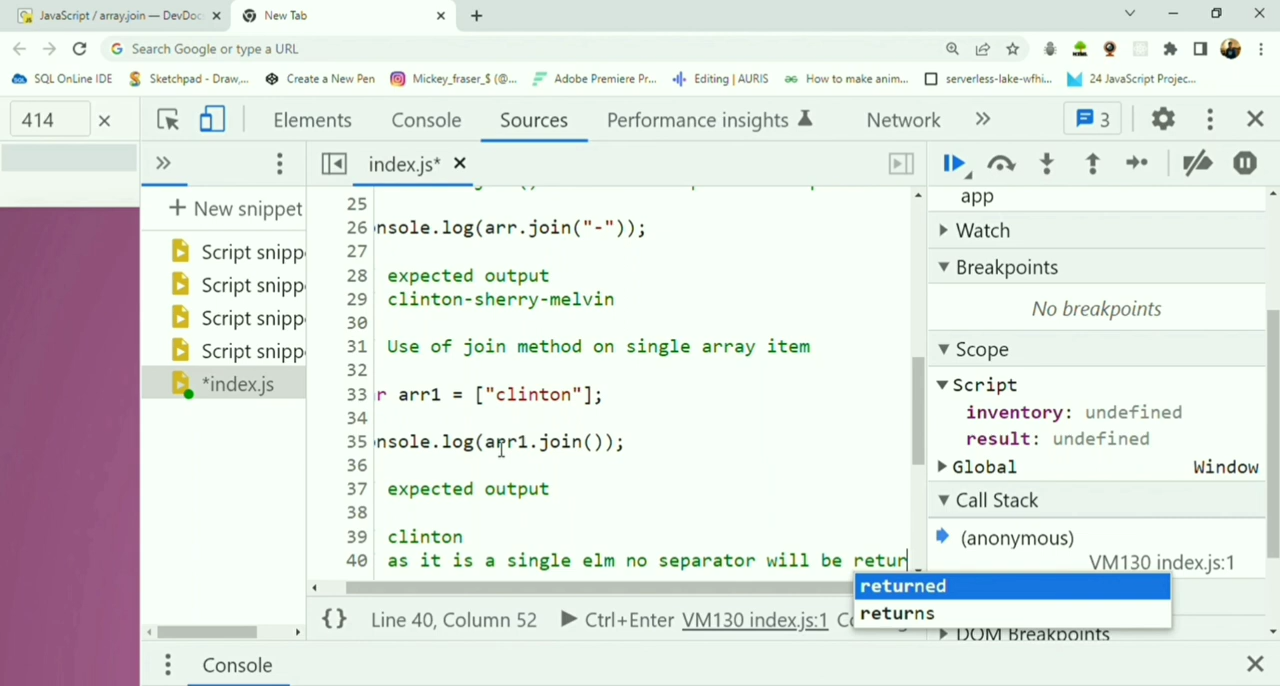 JavaScript / array.join — DevDoc
New Tab
Search Google or type a URL
SQL OnLine IDE
Sketchpad - Draw,...
Create a New Pen
Mickey_fraser_$ (@...
Adobe Premiere Pr...
Editing | AURIS
How to make anim...
serverless-lake-wfhi...
24 JavaScript Projec...
414
Elements
Console
Sources
Performance insights
Network
3
index.js*
New snippet
Script snipp
Script snipp
Script snipp
Script snipp
*index.js
25
26 onsole.log(arr.join("-"));
27
28 expected output
29 clinton-sherry-melvin
30
31 Use of join method on single array item
32
33 r arr1 = ["clinton"];
34
35 onsole.log(arr1.join());
36
37 expected output
38
39 clinton
40 as it is a single elm no separator will be retur
returned
returns
{} Line 40, Column 52
Ctrl+Enter
VM130 index.js:1
app
Watch
Breakpoints
No breakpoints
Scope
Script
inventory: undefined
result: undefined
Global Window
Call Stack
(anonymous)
VM130 index.js:1
DOM Breakpoints
Console